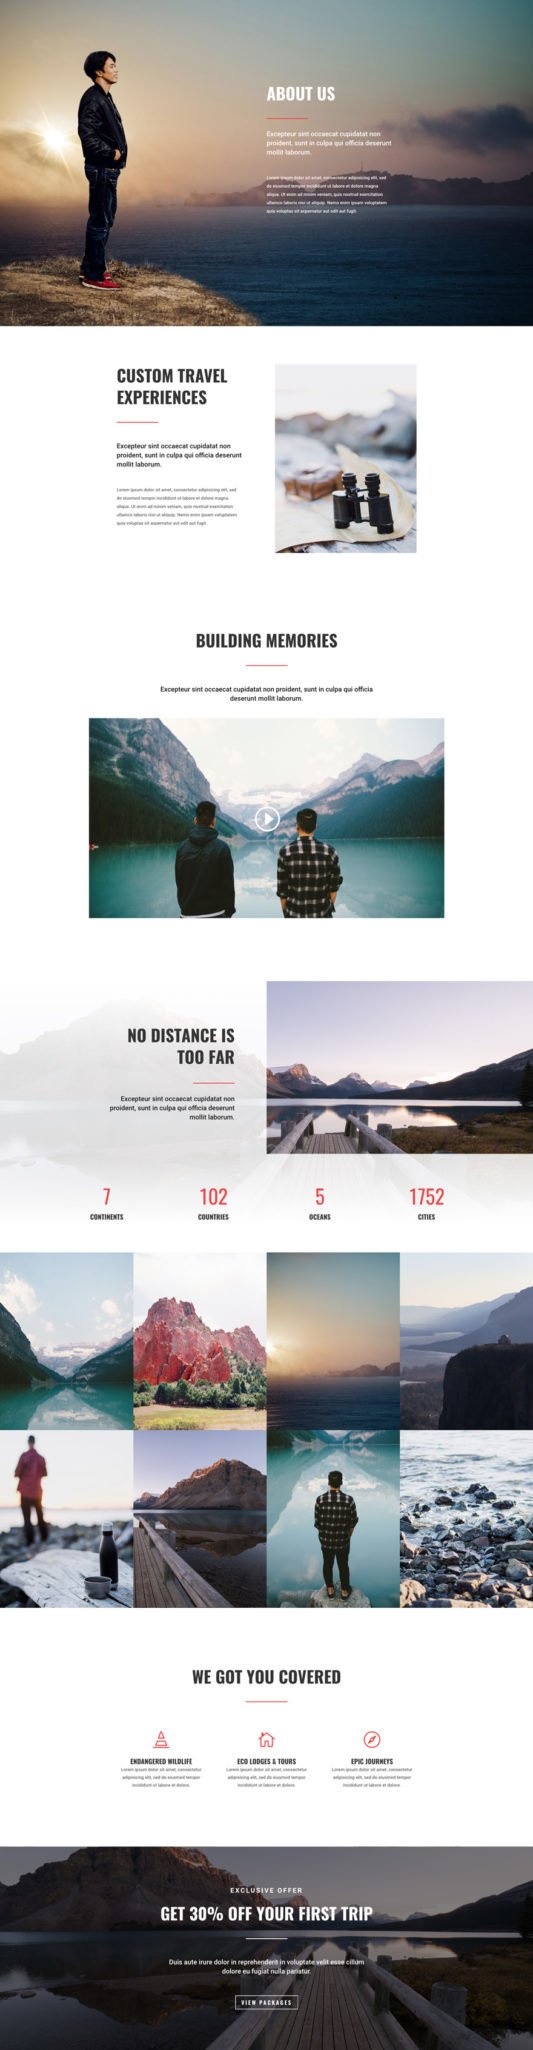 ABOUT US
Excepteur sint occaecat cupidatat non
proident, sunt in culpa qui officia deserunt
mollit laborum.
Lorem ipsum dolor sit amet, consectetur adipisicing elit, sed
do eiusmod tempor incididunt ut labore et dolore magna
aliqua. Ut enim ad minim veniam, quis nostrud exercitation
ullamco laboris nisi ut aliquip. Nemo enim ipsam voluptatem
quia voluptas sit aspernatur aut odit aut fugit.
CUSTOM TRAVEL
EXPERIENCES
Excepteur sint occaecat cupidatat non
proident, sunt in culpa qui officia deserunt
mollit laborum.
Lorem ipsum dolor sit amet, consectetur adipisicing elit, sed
do eiusmod tempor incididunt ut labore et dolore magna
aliqua. Ut enim ad minim veniam, quis nostrud exercitation
ullamco laboris nisi ut aliquip. Nemo enim ipsam voluptatem
quia voluptas sit aspernatur aut odit aut fugit.
BUILDING MEMORIES
Excepteur sint occaecat cupidatat non proident, sunt in culpa qui officia
deserunt mollit laborum.
NO DISTANCE IS
TOO FAR
Excepteur sint occaecat cupidatat non
proident, sunt in culpa qui officia deserunt
mollit laborum.
7
CONTINENTS
102
COUNTRIES
5
OCEANS
1752
CITIES
WE GOT YOU COVERED
ENDANGERED WILDLIFE
Lorem ipsum dolor sit amet, consectetur
adipisicing elit, sed do eiusmod tempor
incididunt ut labore et dolore.
ECO LODGES & TOURS
Lorem ipsum dolor sit amet, consectetur
adipisicing elit, sed do eiusmod tempor
incididunt ut labore et dolore.
EPIC JOURNEYS
Lorem ipsum dolor sit amet, consectetur
adipisicing elit, sed do eiusmod tempor
incididunt ut labore et dolore.
EXCLUSIVE OFFER
GET 30% OFF YOUR FIRST TRIP
Duis aute irure dolor in reprehenderit in voluptate velit esse cillum
dolore eu fugiat nulla pariatur.
VIEW PACKAGES